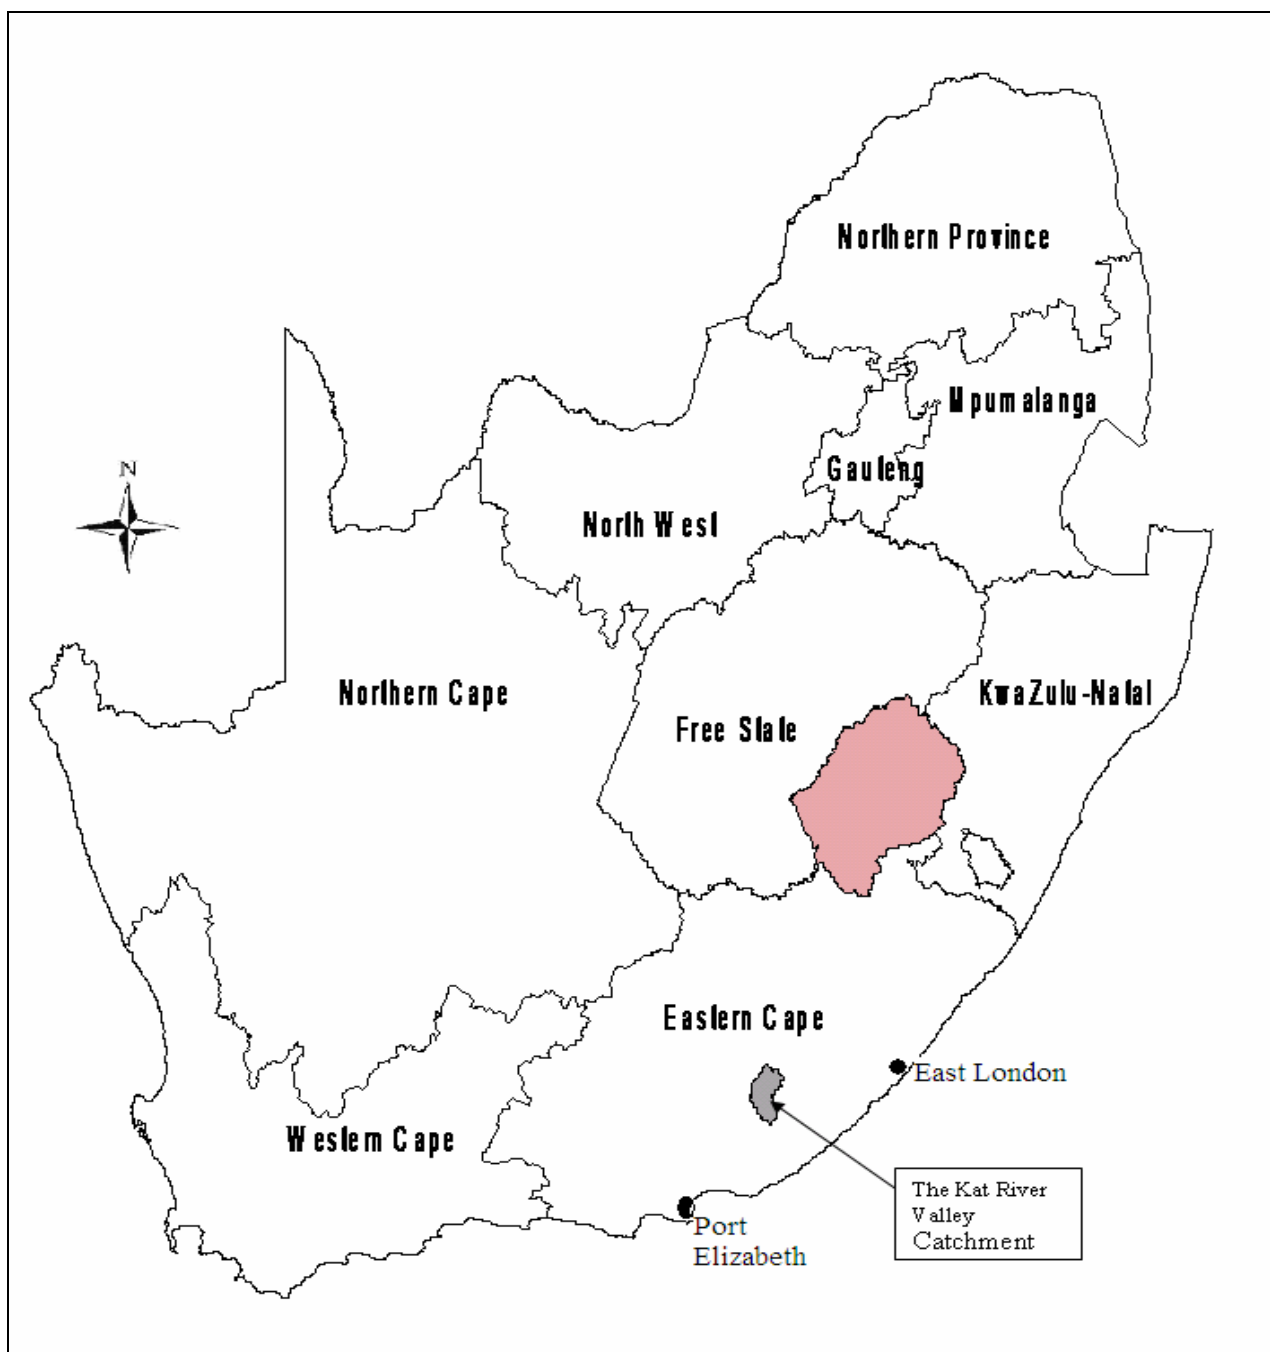 Northern Province
Mpumalanga
Gauteng
N
North West
Northern Cape
KwaZulu-Natal
Free State
Eastern Cape
East London
Western Cape
The Kat River
Valley
Catchment
Port
Elizabeth